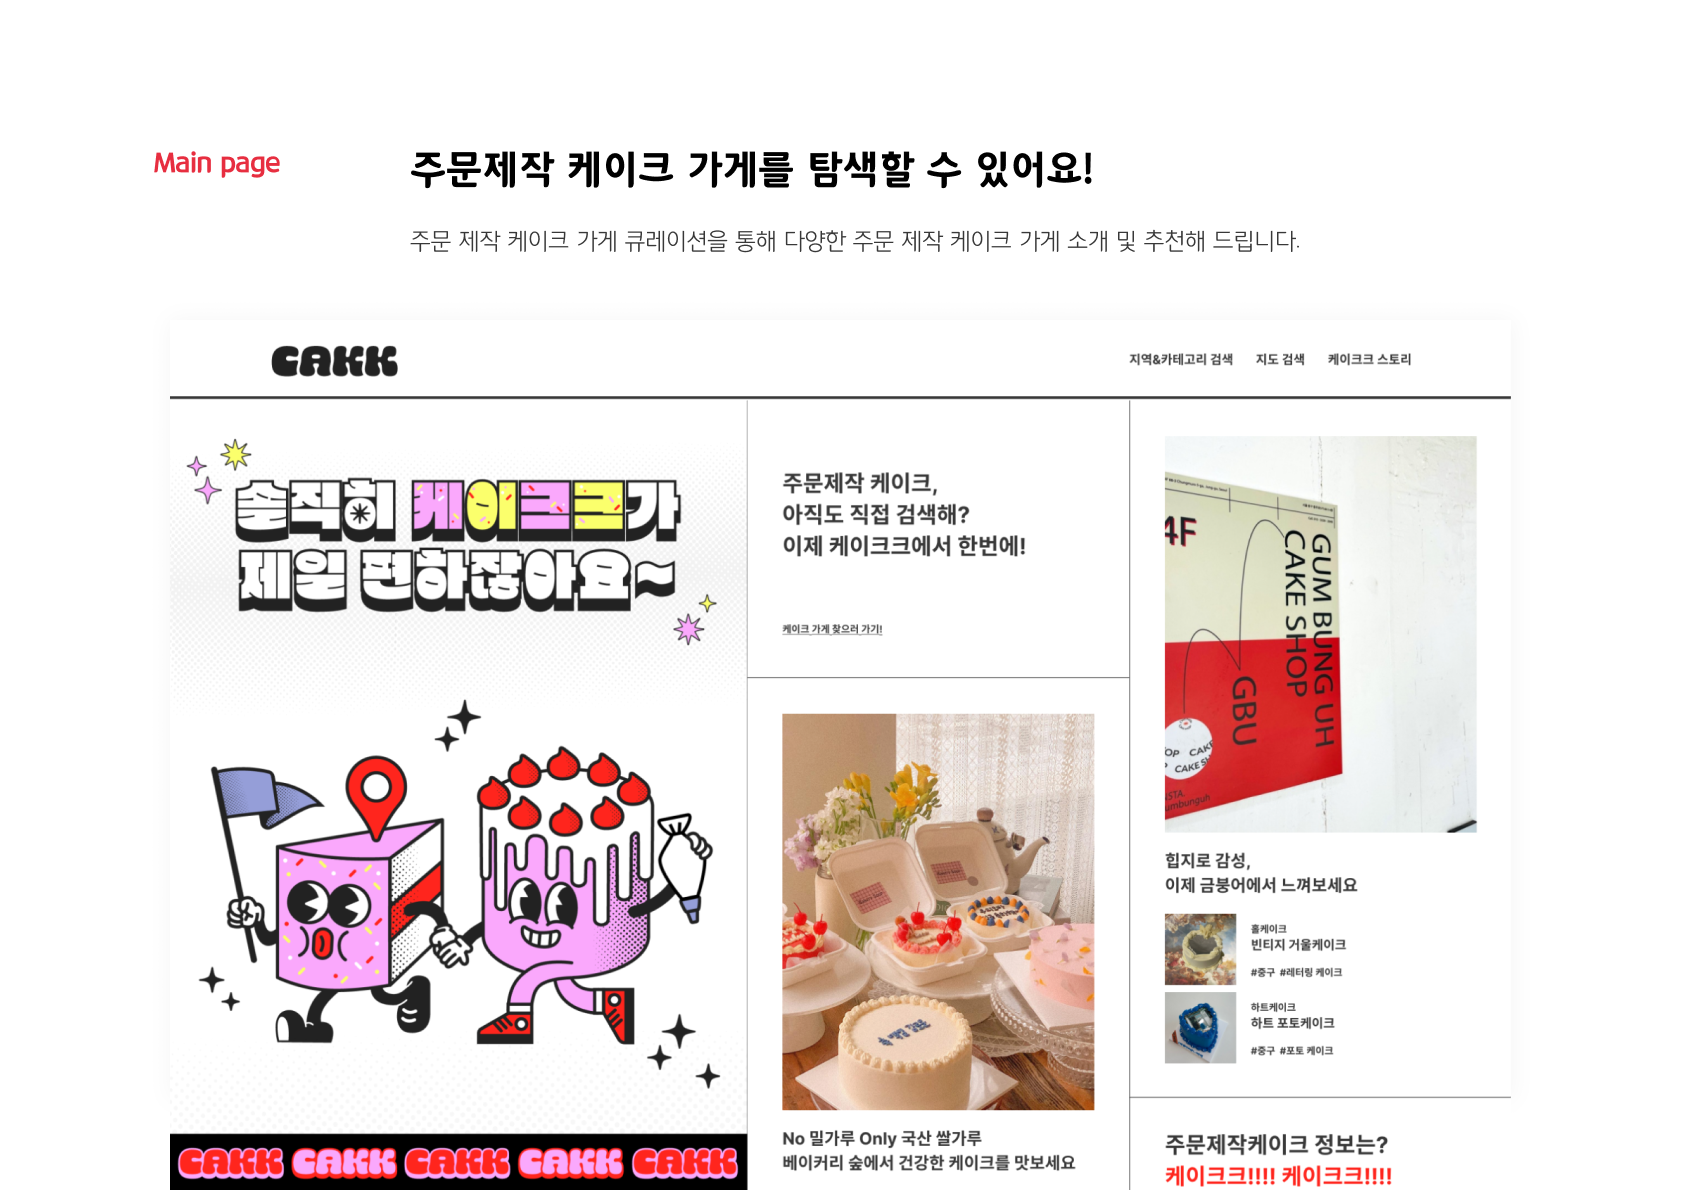 Main page
주문제작 케이크 가게를 탐색할 수 있어요!
주문 제작 케이크 가게 큐레이션을 통해 다양한 주문 제작 케이크 가게 소개 및 추천해 드립니다.
CAKK
지역&카테고리 검색
지도 검색
케이크크 스토리
솔직히 케이크크가
제일 편하잖아요~
CAKK CAKK CAKK CAKK CAKK
주문제작 케이크,
아직도 직접 검색해?
이제 케이크크에서 한번에!
케이크 가게 찾으러 가기!
No 밀가루 Only 국산 쌀가루
베이커리 숲에서 건강한 케이크를 맛보세요
4F
GUM BUNG UH
CAKE SHOP
GBU
CAKE
CAKE
힙지로 감성,
이제 금붕어에서 느껴보세요
홀케이크
빈티지 거울케이크
#중구 #레터링 케이크
하트케이크
하트 포토케이크
#중구 #포토 케이크
주문제작케이크 정보는?
케이크크!!!! 케이크크!!!!